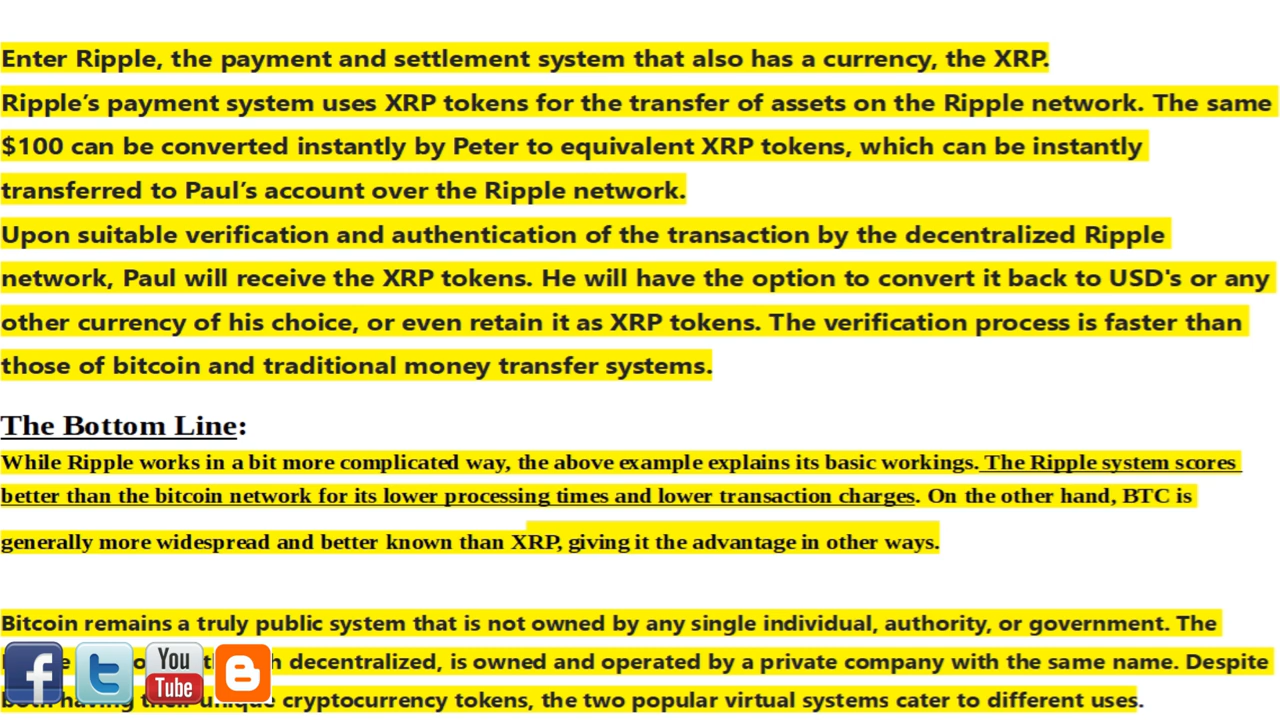 Enter Ripple, the payment and settlement system that also has a currency, the XRP.
Ripple’s payment system uses XRP tokens for the transfer of assets on the Ripple network. The same
$100 can be converted instantly by Peter to equivalent XRP tokens, which can be instantly
transferred to Paul’s account over the Ripple network.
Upon suitable verification and authentication of the transaction by the decentralized Ripple
network, Paul will receive the XRP tokens. He will have the option to convert it back to USD's or any
other currency of his choice, or even retain it as XRP tokens. The verification process is faster than
those of bitcoin and traditional money transfer systems.
The Bottom Line:
While Ripple works in a bit more complicated way, the above example explains its basic workings. The Ripple system scores
better than the bitcoin network for its lower processing times and lower transaction charges. On the other hand, BTC is
generally more widespread and better known than XRP, giving it the advantage in other ways.
Bitcoin remains a truly public system that is not owned by any single individual, authority, or government. The
decentralized, is owned and operated by a private company with the same name. Despite
cryptocurrency tokens, the two popular virtual systems cater to different uses.
You
Tube